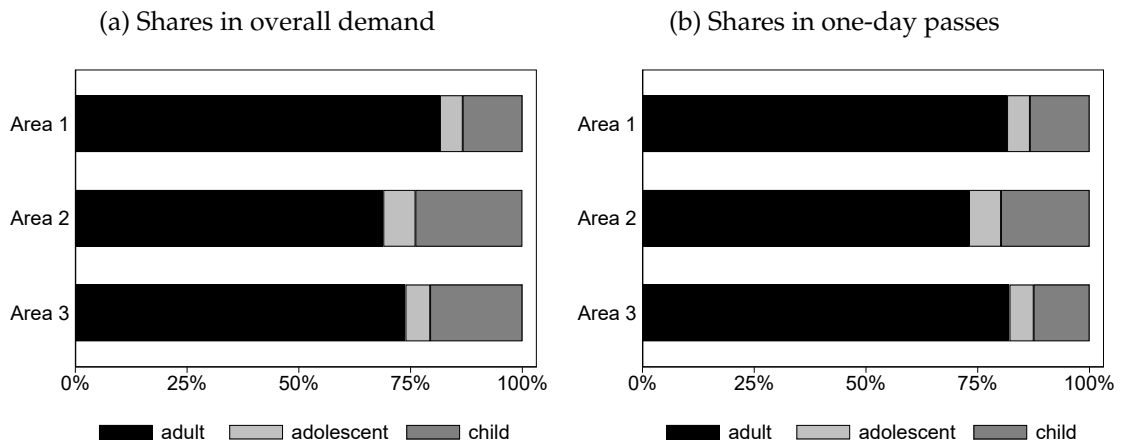 (a) Shares in overall demand
Area 1
Area 2
Area 3
0% 25% 50% 75% 100%
adult adolescent child
(b) Shares in one-day passes
Area 1
Area 2
Area 3
0% 25% 50% 75% 100%
adult adolescent child